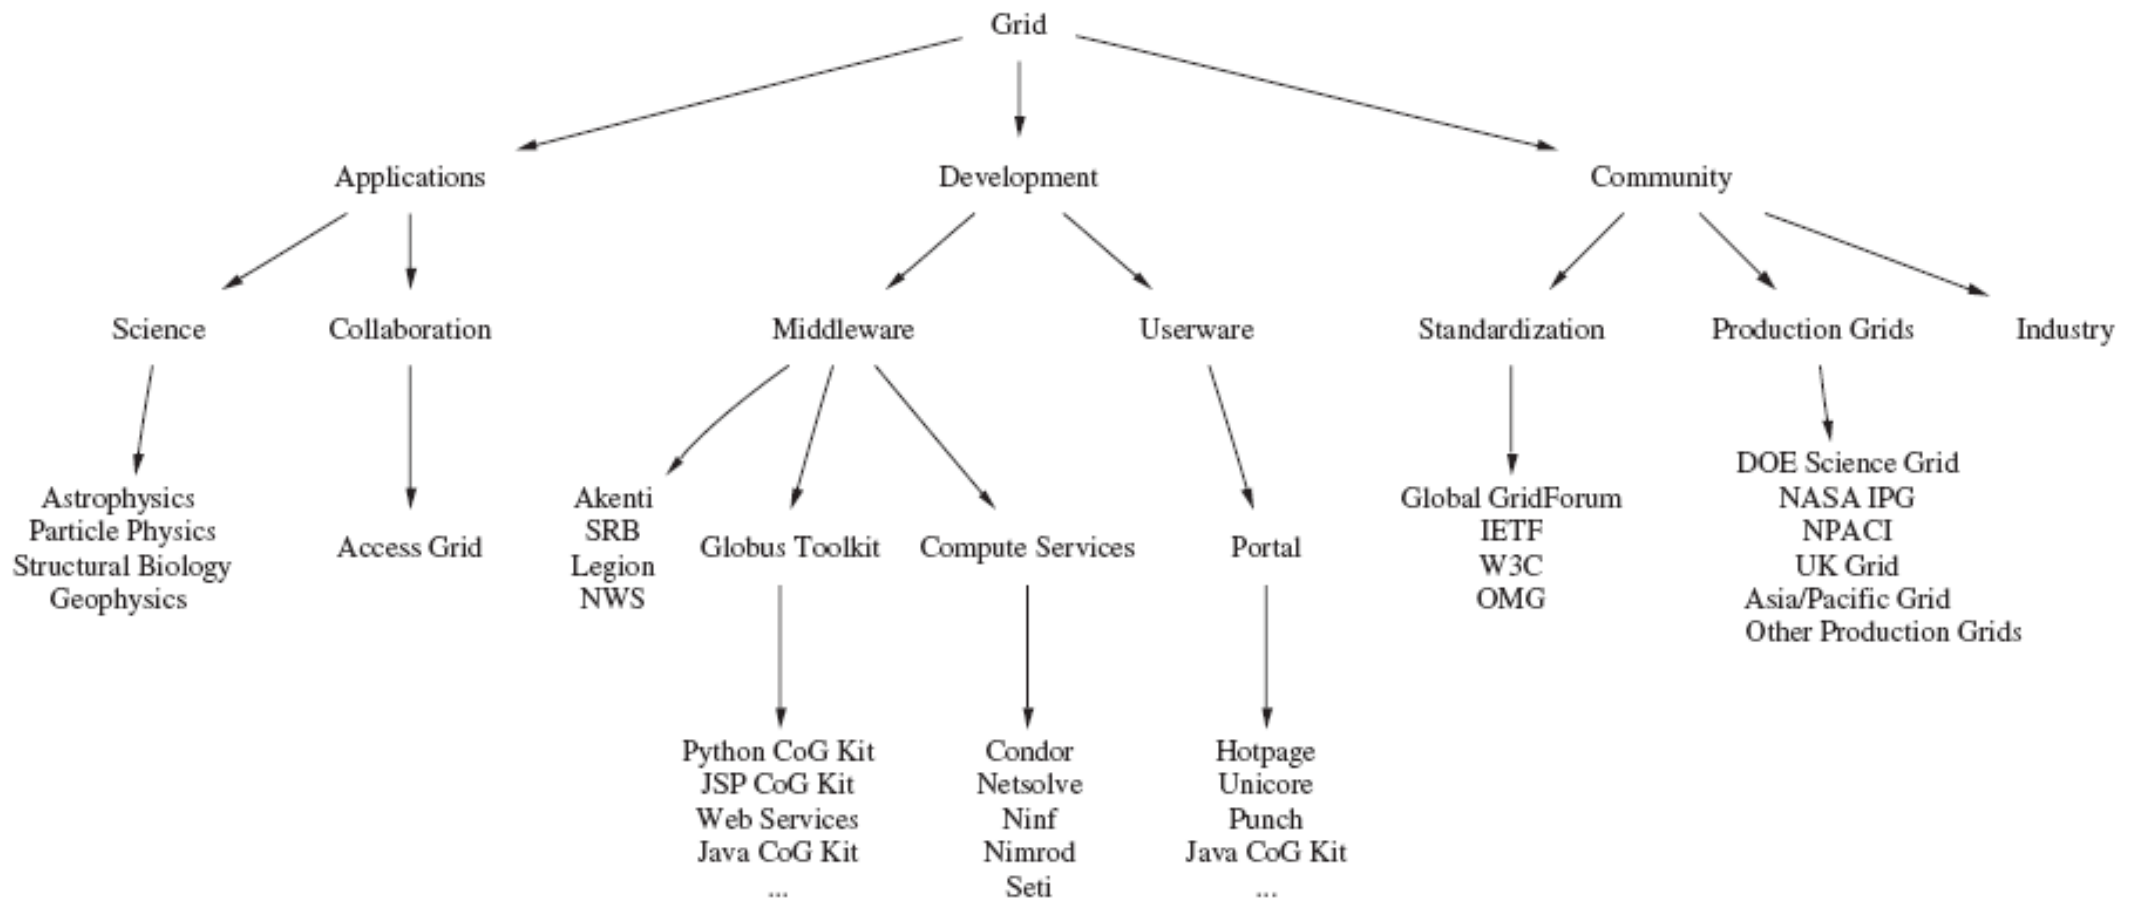 Grid
Applications
Development
Community
Science
Collaboration
Middleware
Userware
Standardization
Production Grids
Industry
Astrophysics
Particle Physics
Structural Biology
Geophysics
Access Grid
Akenti
SRB
Legion
NWS
Globus Toolkit
Compute Services
Portal
Global GridForum
IETF
W3C
OMG
DOE Science Grid
NASA IPG
NPACI
UK Grid
Asia/Pacific Grid
Other Production Grids
Python CoG Kit
JSP CoG Kit
Web Services
Java CoG Kit
...
Condor
Netsolve
Ninf
Nimrod
Seti
Hotpage
Unicore
Punch
Java CoG Kit
...